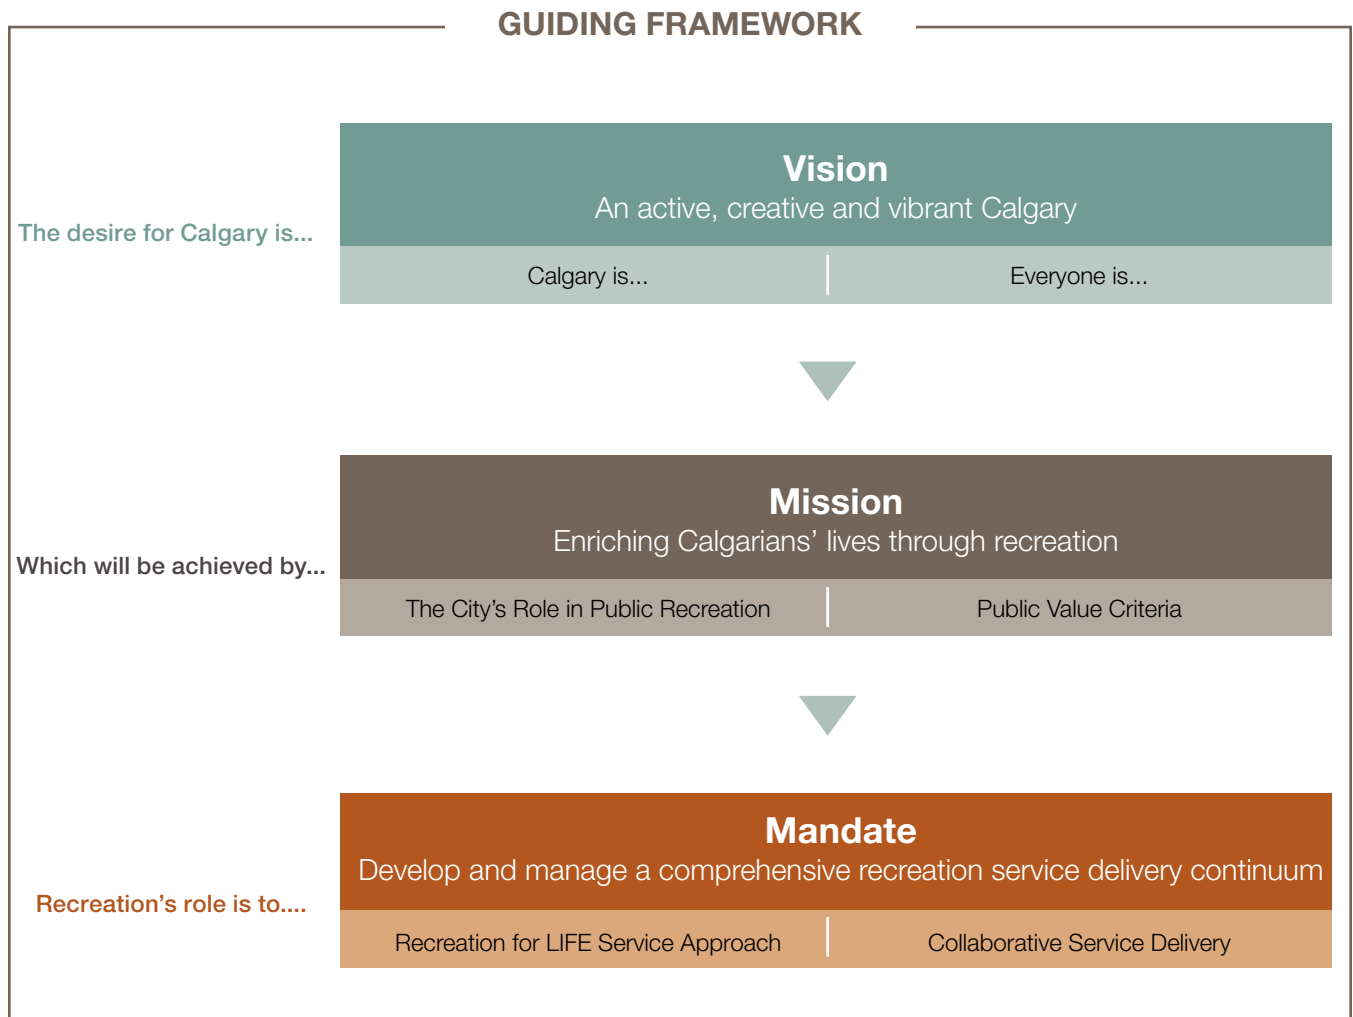 GUIDING FRAMEWORK
The desire for Calgary is...
Vision
An active, creative and vibrant Calgary
Calgary is...
Everyone is...
Which will be achieved by...
Mission
Enriching Calgarians’ lives through recreation
The City’s Role in Public Recreation
Public Value Criteria
Recreation’s role is to....
Mandate
Develop and manage a comprehensive recreation service delivery continuum
Recreation for LIFE Service Approach
Collaborative Service Delivery